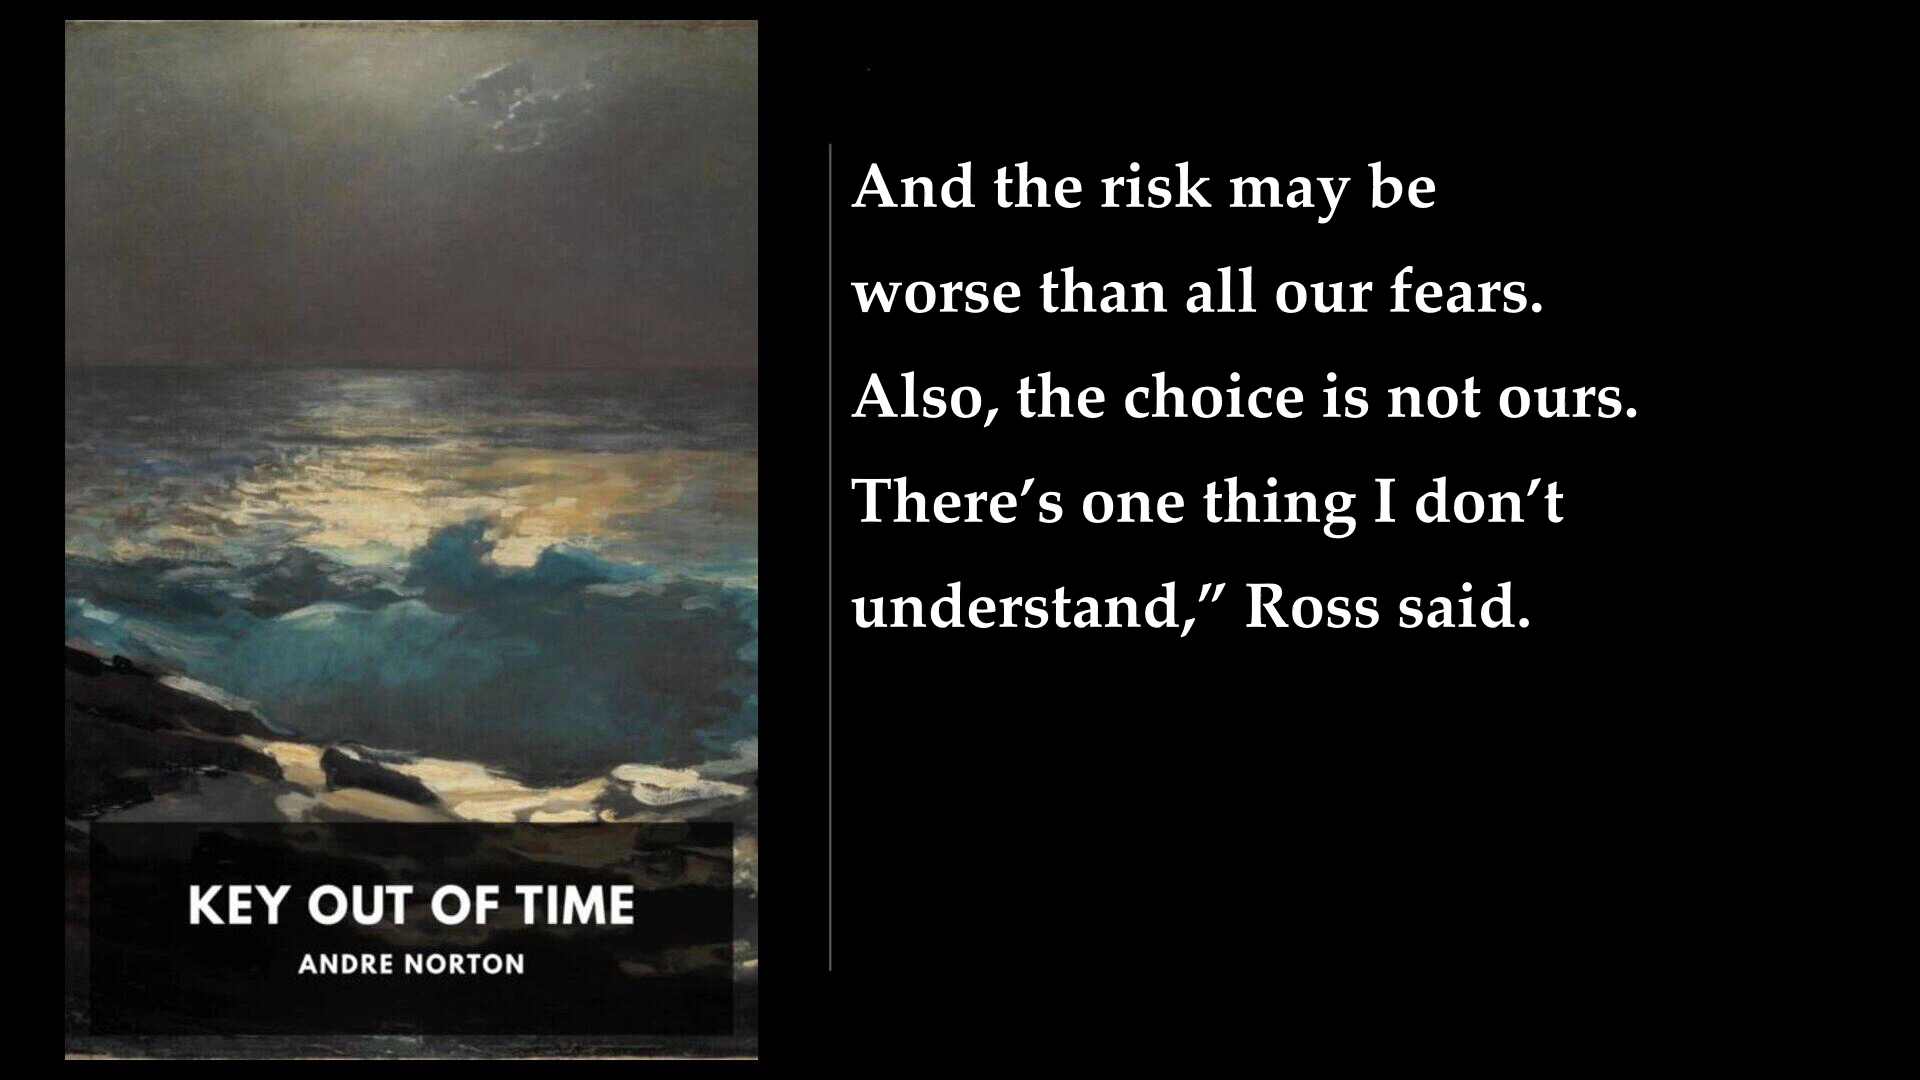 KEY OUT OF TIME
ANDRE NORTON
And the risk may be
worse than all our fears.
Also, the choice is not ours.
There’s one thing I don’t
understand,” Ross said.